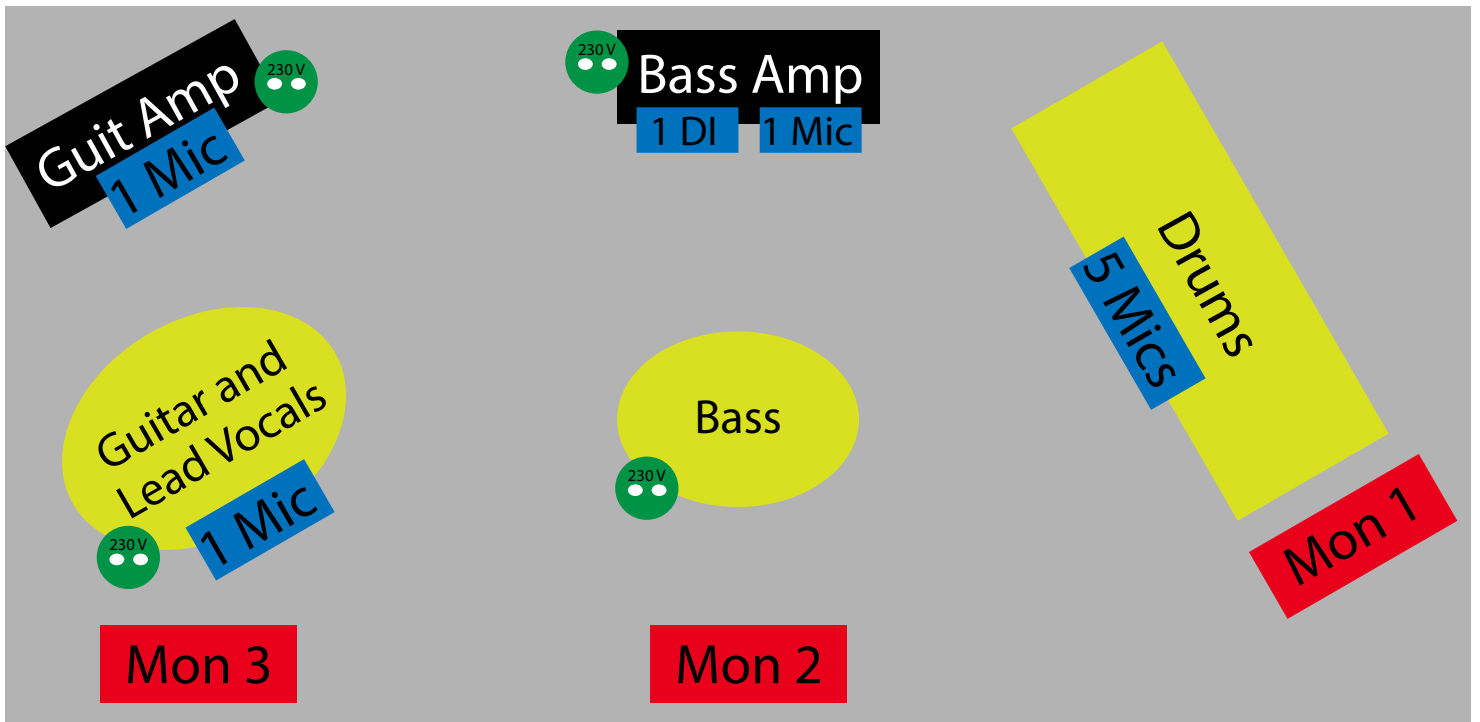 Guit Amp
230 V
1 Mic
230 V
Bass Amp
1 DI
1 Mic
Drums
5 Mics
Guitar and
Lead Vocals
1 Mic
230 V
Bass
230 V
Mon 1
Mon 3
Mon 2